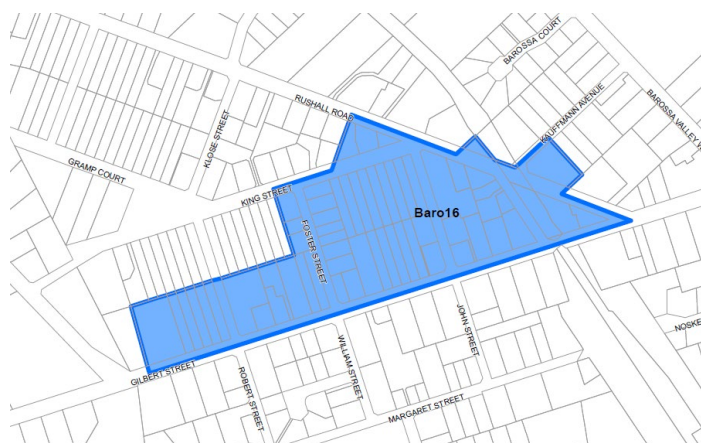 BAROSSA COURT
RUSHALL ROAD
KAUFFMANN AVENUE
BAROSSA VALLEY W
KLOSE STREET
GRAMP COURT
KING STREET
Baro16
FOSTER STREET
JOHN STREET
NOSKE
WILLIAM STREET
GILBERT STREET
ROBERT STREET
MARGARET STREET